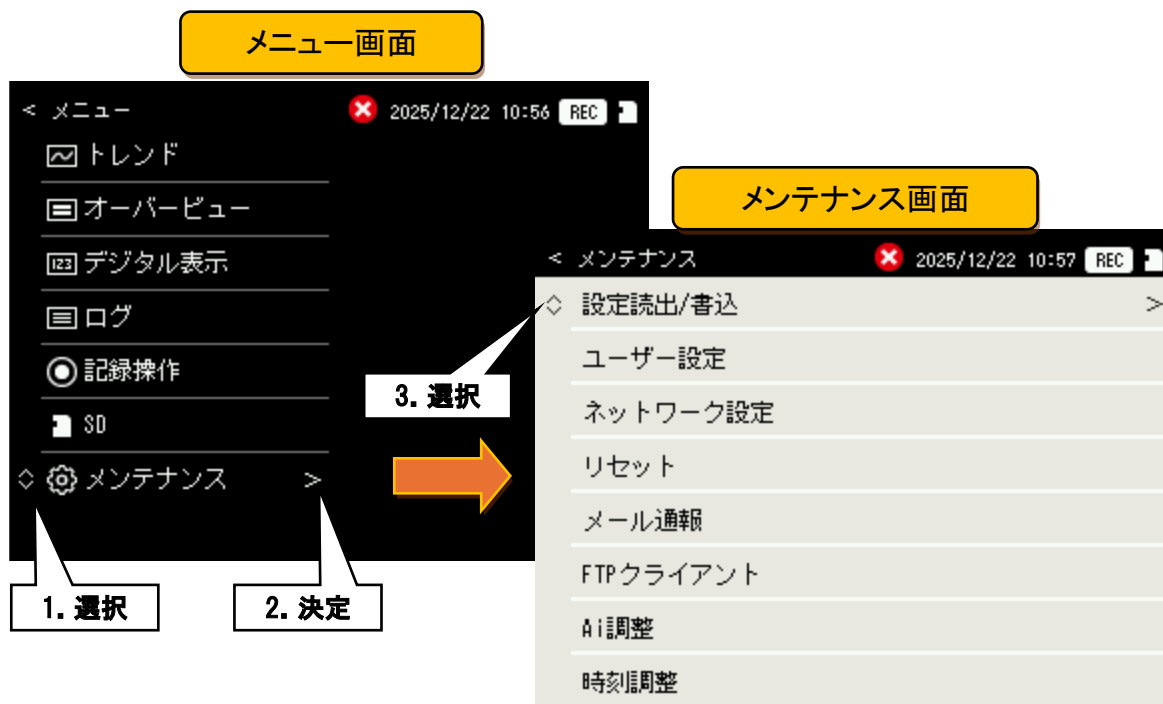 メニュー画面
< メニュー 2025/12/22 10:56 REC
トレンド
オーバービュー
123 デジタル表示
ログ
記録操作
SD
メンテナンス >
1. 選択
2. 決定
メンテナンス画面
< メンテナンス 2025/12/22 10:57 REC
設定読出/書込 >
3. 選択
ユーザー設定
ネットワーク設定
リセット
メール通報
FTPクライアント
Ai調整
時刻調整